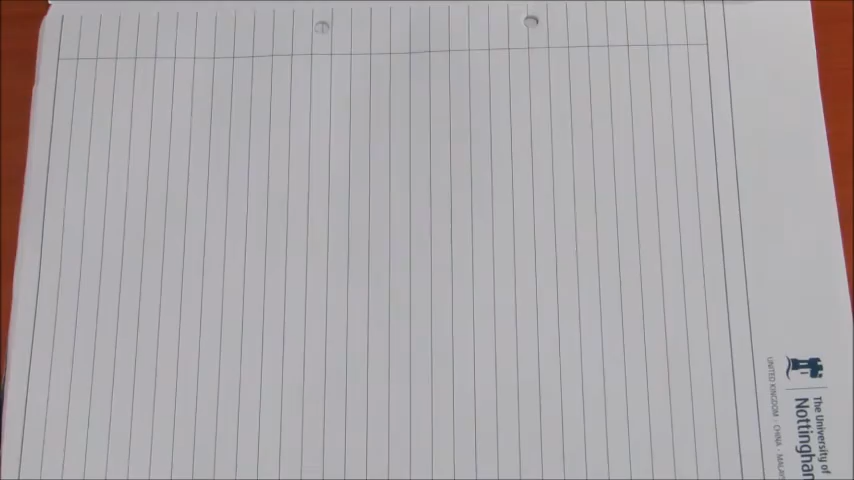 The University of
Nottingham
UNITED KINGDOM · CHINA · MALAYSIA